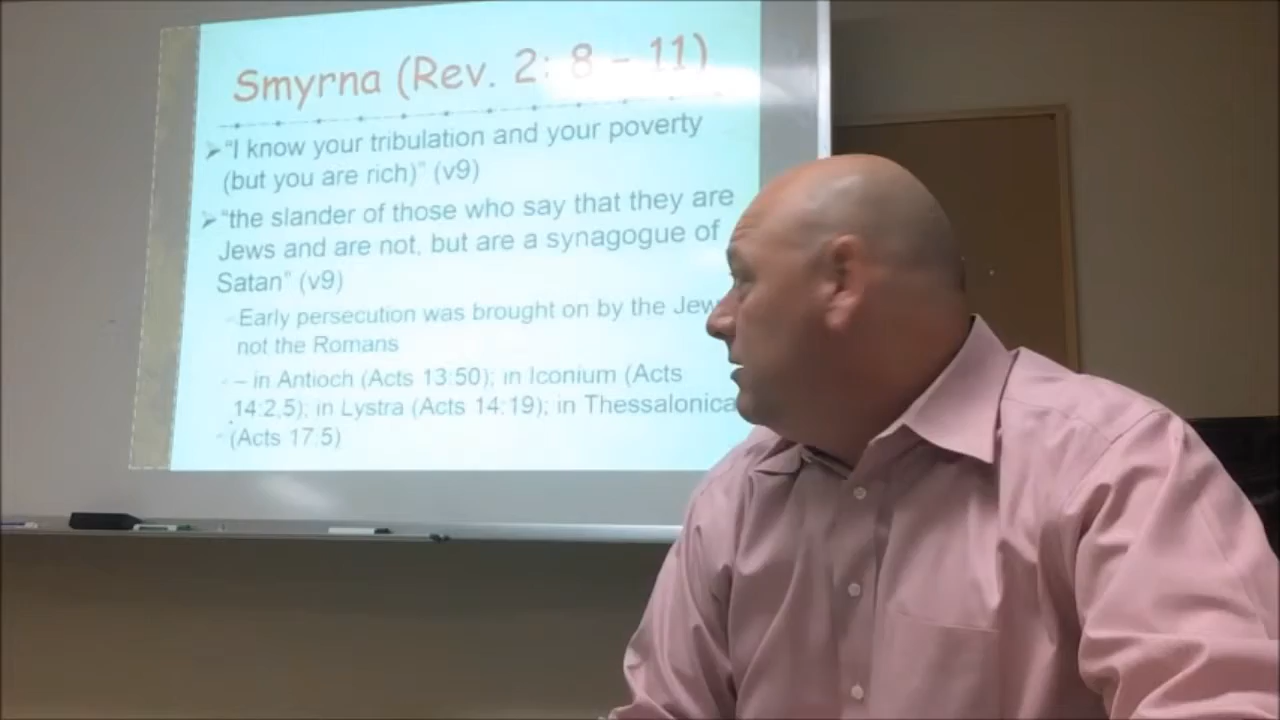 Smyrna (Rev. 2: 8 – 11)
"I know your tribulation and your poverty
(but you are rich)" (v9)
"the slander of those who say that they are
Jews and are not, but are a synagogue of
Satan" (v9)
Early persecution was brought on by the Jew
not the Romans
– in Antioch (Acts 13:50); in Iconium (Acts
14:2,5); in Lystra (Acts 14:19); in Thessalonica
(Acts 17:5)